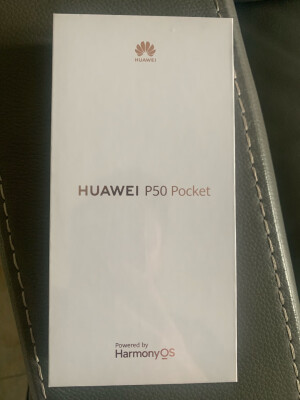 HUAWEI
HUAWEI P50 Pocket
Powered by
HarmonyOS